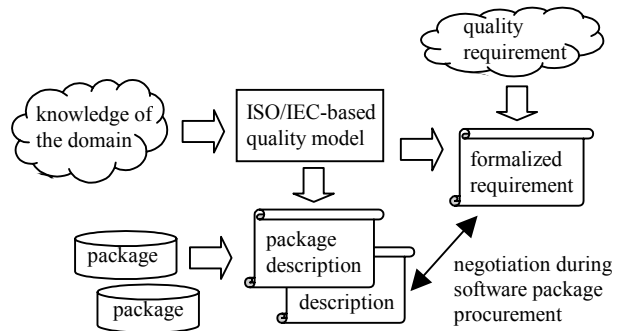 quality
requirement
knowledge of
the domain
ISO/IEC-based
quality model
formalized
requirement
package
package
package
description
description
negotiation during
software package
procurement